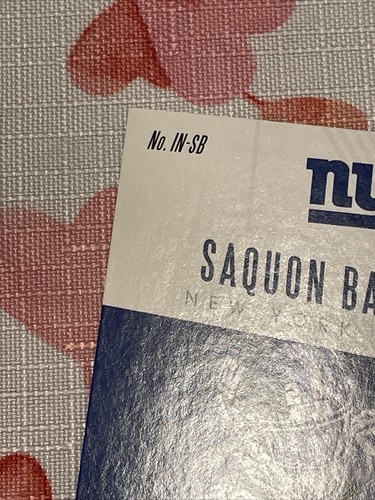 No. IN-SB
ny
SAQUON BA
NEW YORK